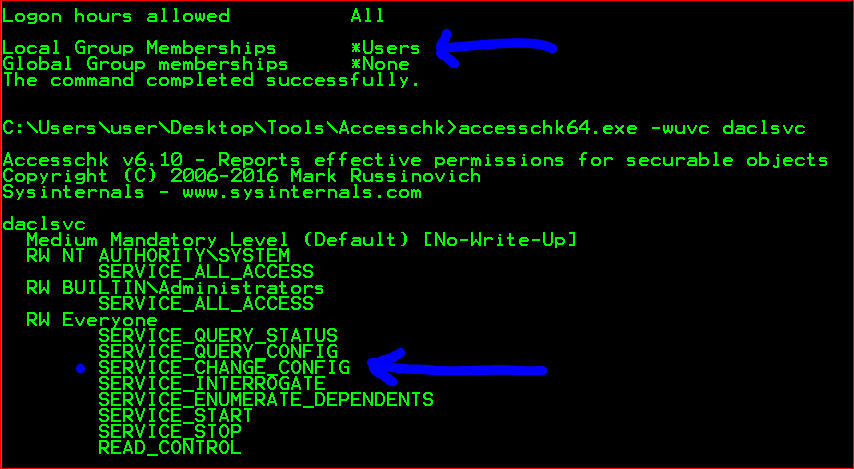 Logon hours allowed All
Local Group Memberships *Users
Global Group memberships *None
The command completed successfully.
C:\Users\user\Desktop\Tools\Accesschk>accesschk64.exe -wuvc daclsvc
Accesschk v6.10 - Reports effective permissions for securable objects
Copyright (C) 2006-2016 Mark Russinovich
Sysinternals - www.sysinternals.com
daclsvc
Medium Mandatory Level (Default) [No-Write-Up]
RW NT AUTHORITY\SYSTEM
SERVICE_ALL_ACCESS
RW BUILTIN\Administrators
SERVICE_ALL_ACCESS
RW Everyone
SERVICE_QUERY_STATUS
SERVICE_QUERY_CONFIG
SERVICE_CHANGE_CONFIG
SERVICE_INTERROGATE
SERVICE_ENUMERATE_DEPENDENTS
SERVICE_START
SERVICE_STOP
READ_CONTROL